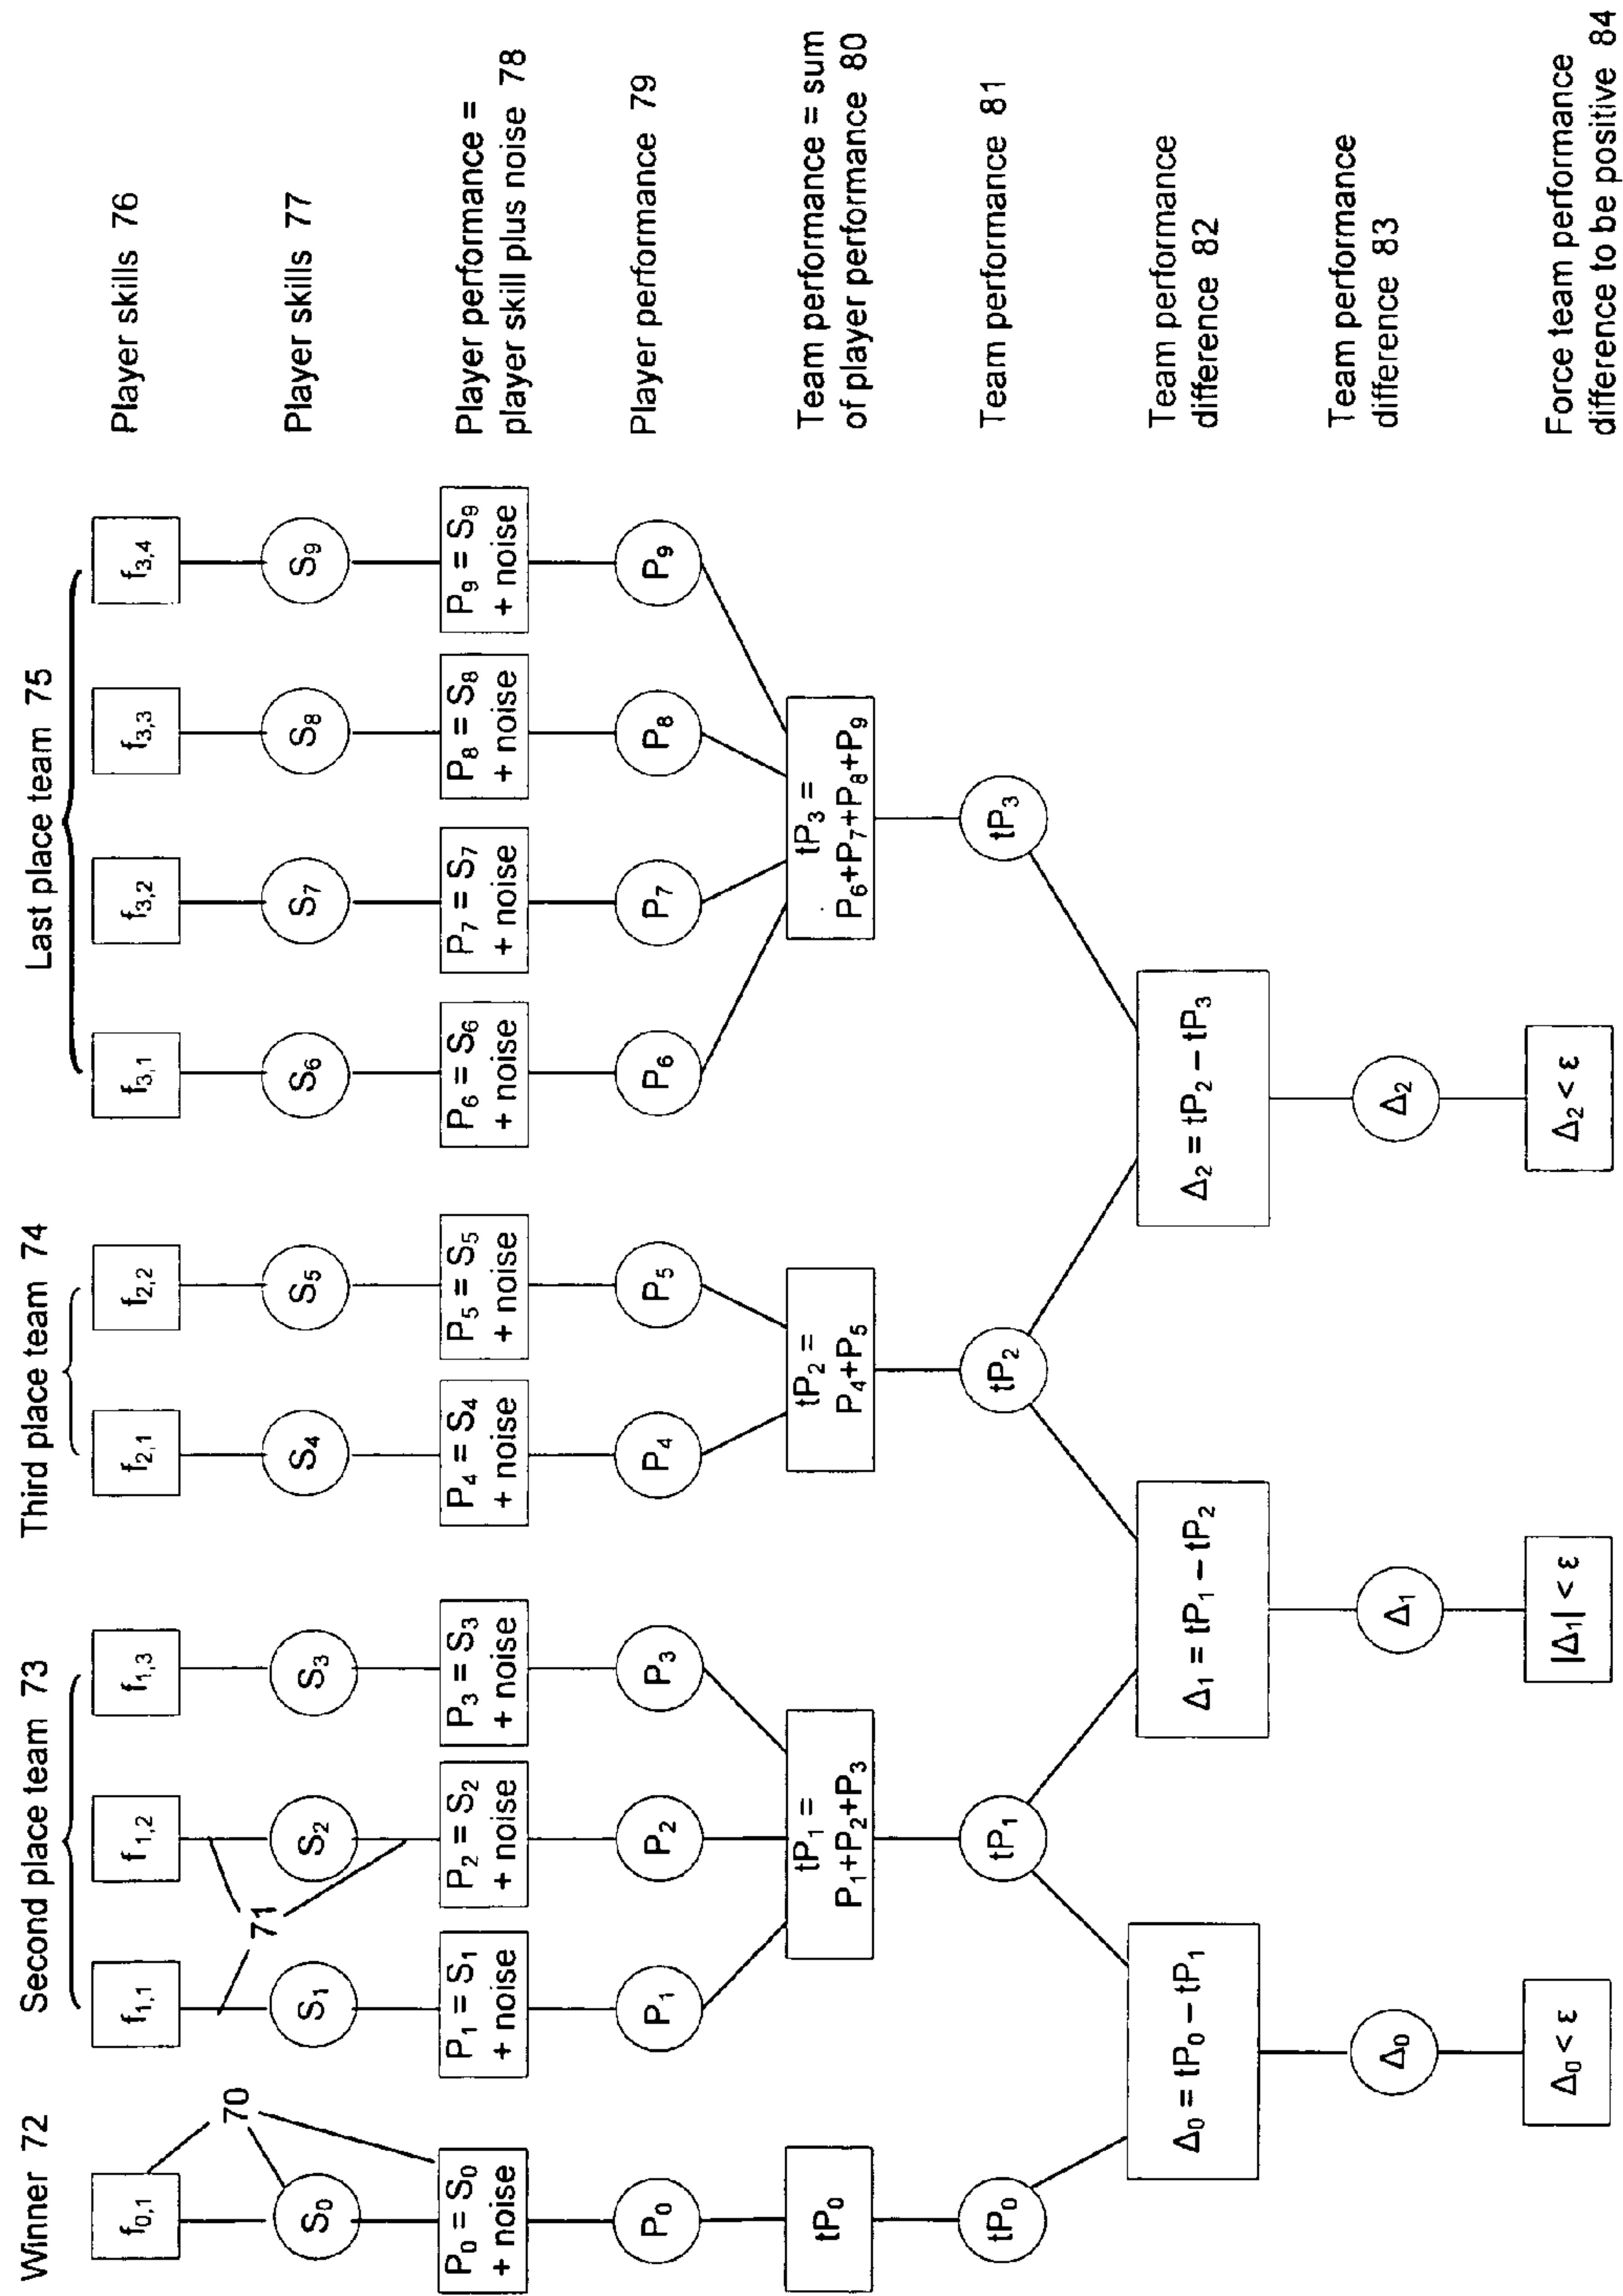 Winner 72
Second place team 73
Third place team 74
Last place team 75
f0,1
f1,1
f1,2
f1,3
f2,1
f2,2
f3,1
f3,2
f3,3
f3,4
Player skills 76
70
71
S0
S1
S2
S3
S4
S5
S6
S7
S8
S9
Player skills 77
P0 = S0
+ noise
P1 = S1
+ noise
P2 = S2
+ noise
P3 = S3
+ noise
P4 = S4
+ noise
P5 = S5
+ noise
P6 = S6
+ noise
P7 = S7
+ noise
P8 = S8
+ noise
P9 = S9
+ noise
Player performance =
player skill plus noise 78
P0
P1
P2
P3
P4
P5
P6
P7
P8
P9
Player performance 79
tP0
tP1 =
P1+P2+P3
tP2 =
P4+P5
tP3 =
P6+P7+P8+P9
Team performance = sum
of player performance 80
tP0
tP1
tP2
tP3
Team performance 81
Δ0 = tP0 – tP1
Δ1 = tP1 – tP2
Δ2 = tP2 – tP3
Team performance
difference 82
Δ0
Δ1
Δ2
Team performance
difference 83
Δ0 < ε
|Δ1| < ε
Δ2 < ε
Force team performance
difference to be positive 84